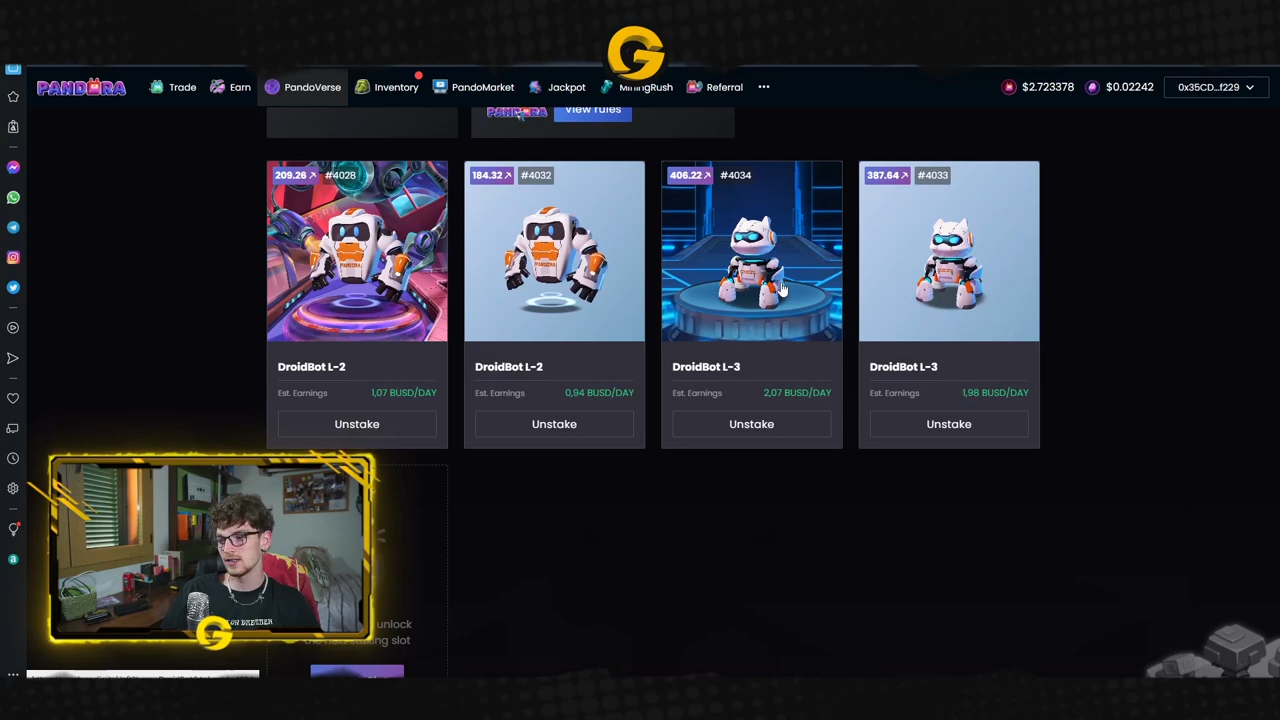 PANDORA Trade Earn PandoVerse Inventory PandoMarket Jackpot MiningRush Referral ••• $2.723378 $0.02242 0x35CD...f229
PANDORA View rules
209.26 #4028
184.32 #4032
406.22 #4034
387.64 #4033
DroidBot L-2
Est. Earnings 1,07 BUSD/DAY
Unstake
DroidBot L-2
Est. Earnings 0,94 BUSD/DAY
Unstake
DroidBot L-3
Est. Earnings 2,07 BUSD/DAY
Unstake
DroidBot L-3
Est. Earnings 1,98 BUSD/DAY
Unstake
unlock
slot